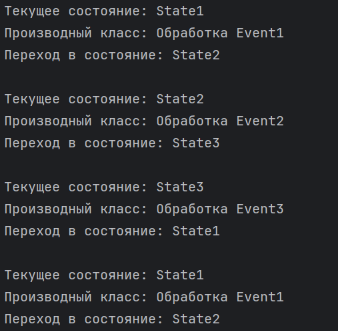 Текущее состояние: State1
Производный класс: Обработка Event1
Переход в состояние: State2
Текущее состояние: State2
Производный класс: Обработка Event2
Переход в состояние: State3
Текущее состояние: State3
Производный класс: Обработка Event3
Переход в состояние: State1
Текущее состояние: State1
Производный класс: Обработка Event1
Переход в состояние: State2